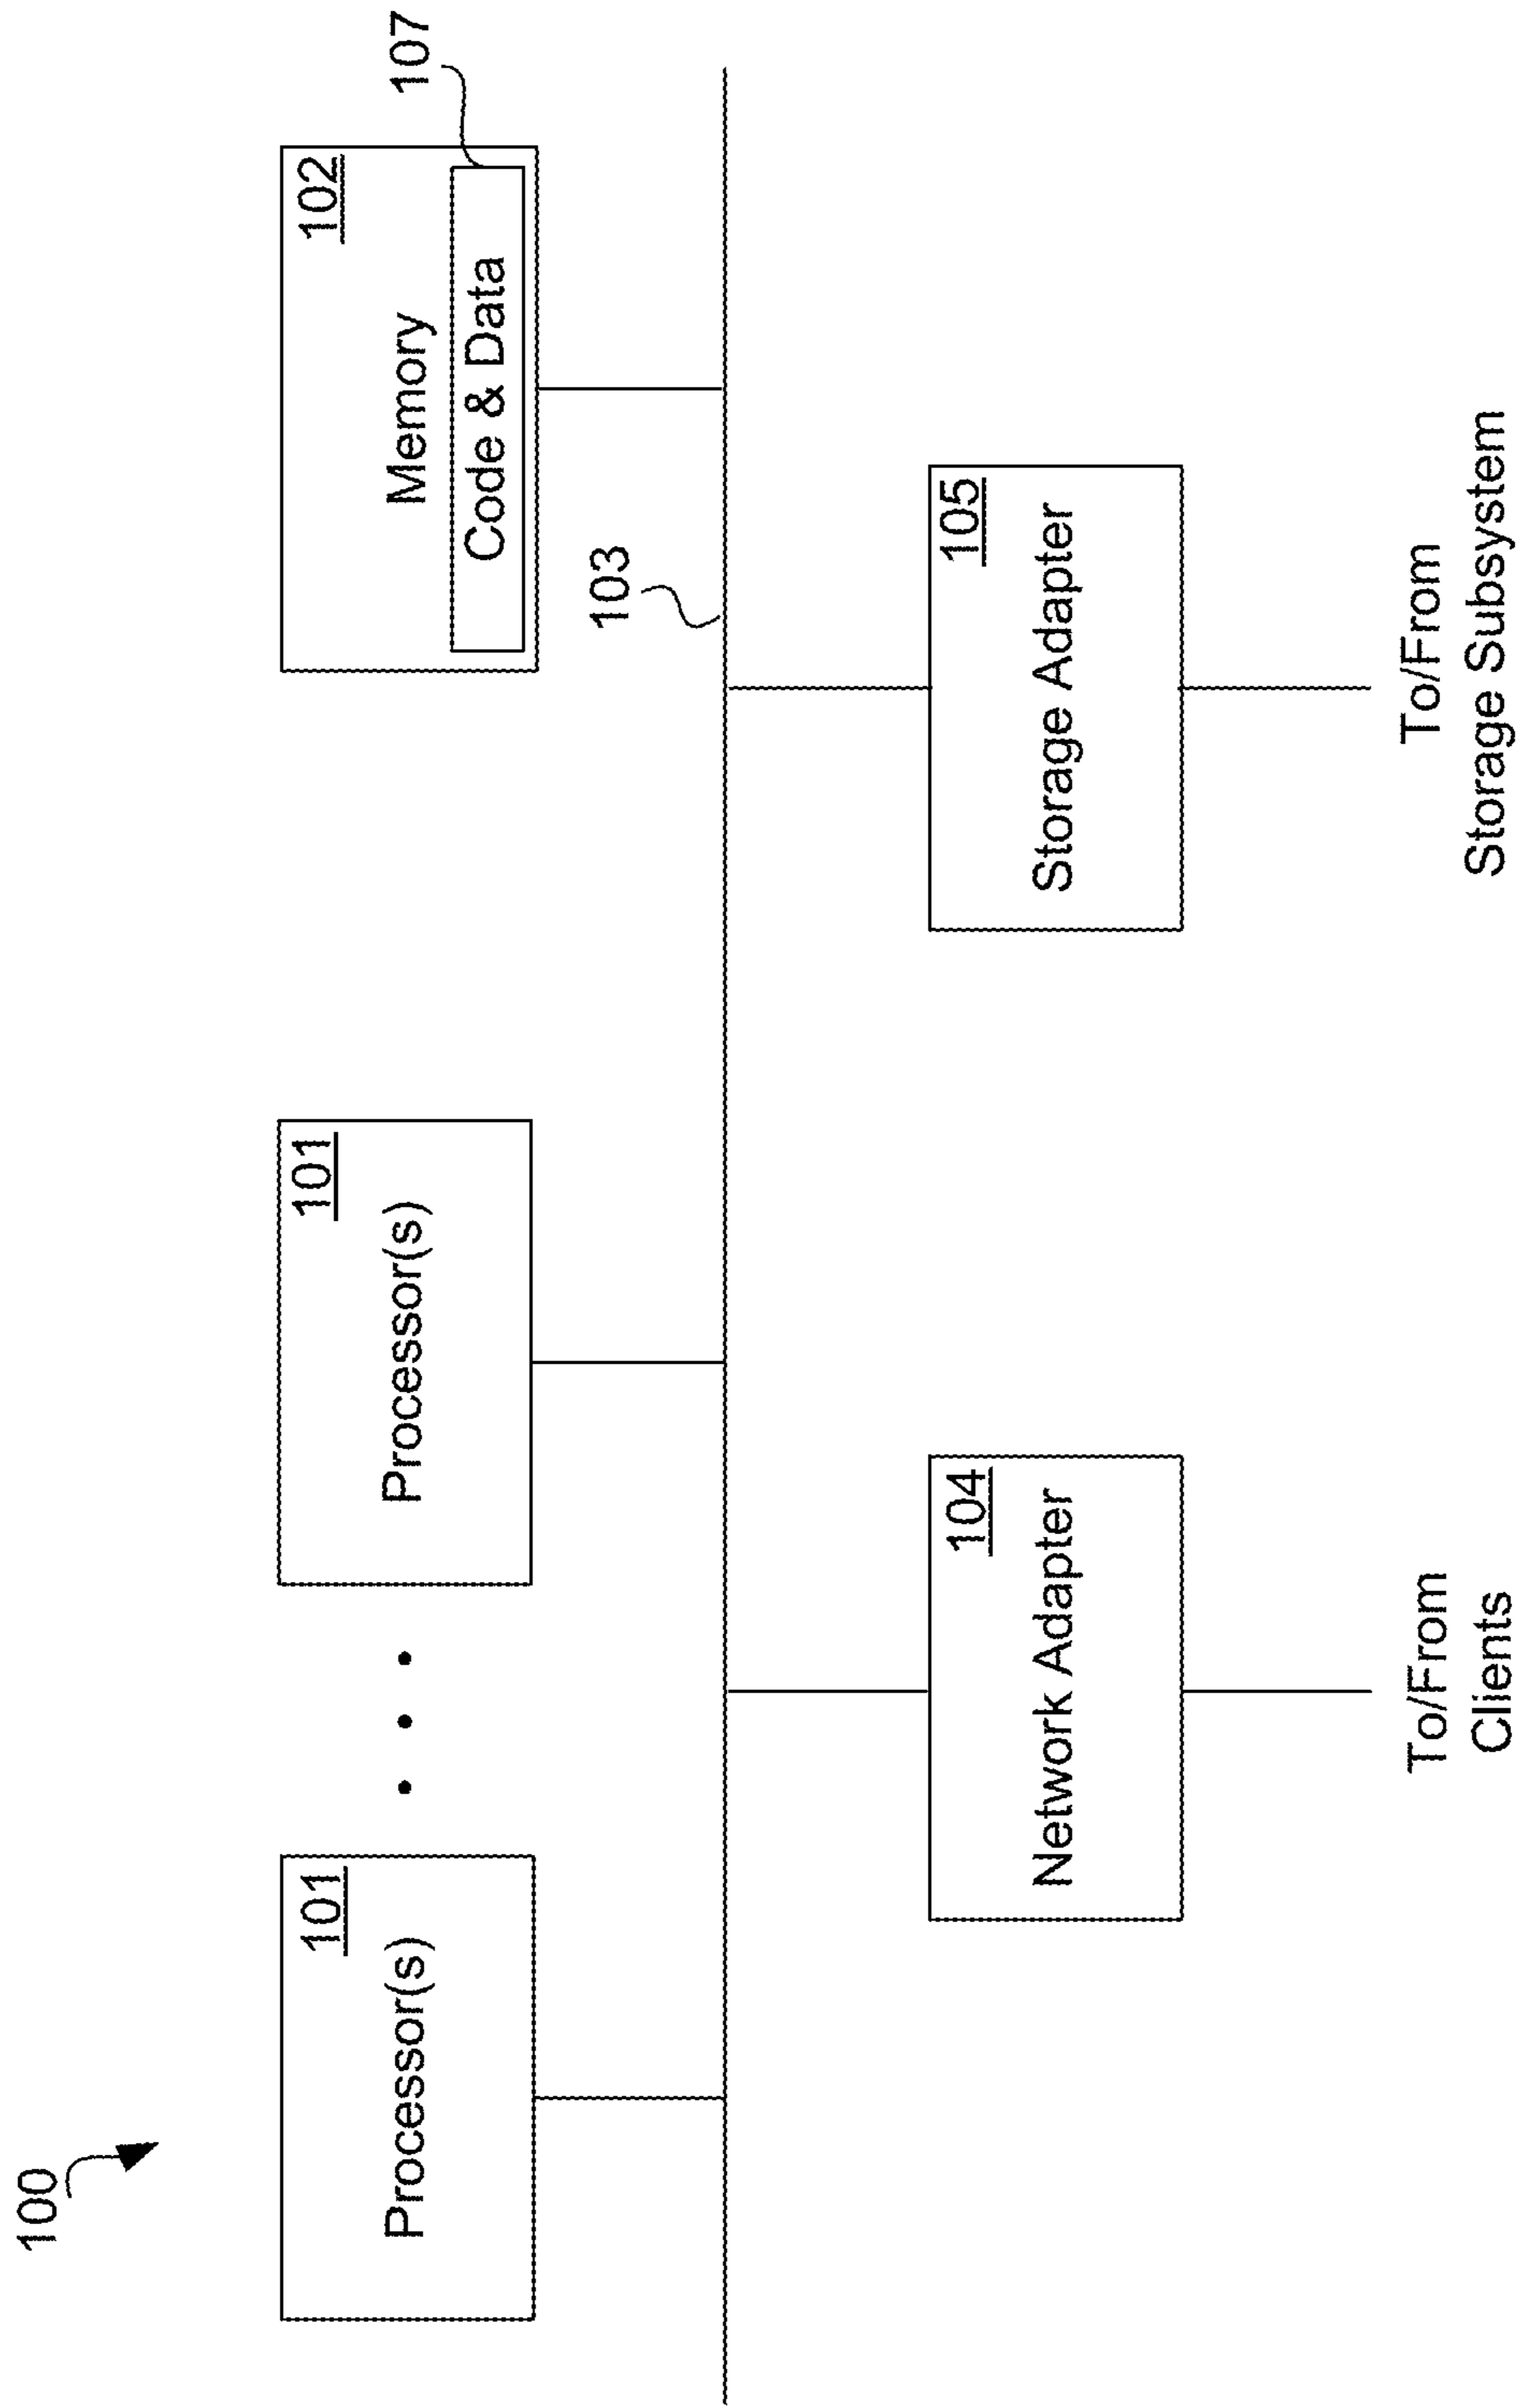 100
101
Processor(s)
101
Processor(s)
102
Memory
Code & Data
107
103
104
Network Adapter
105
Storage Adapter
To/From
Clients
To/From
Storage Subsystem